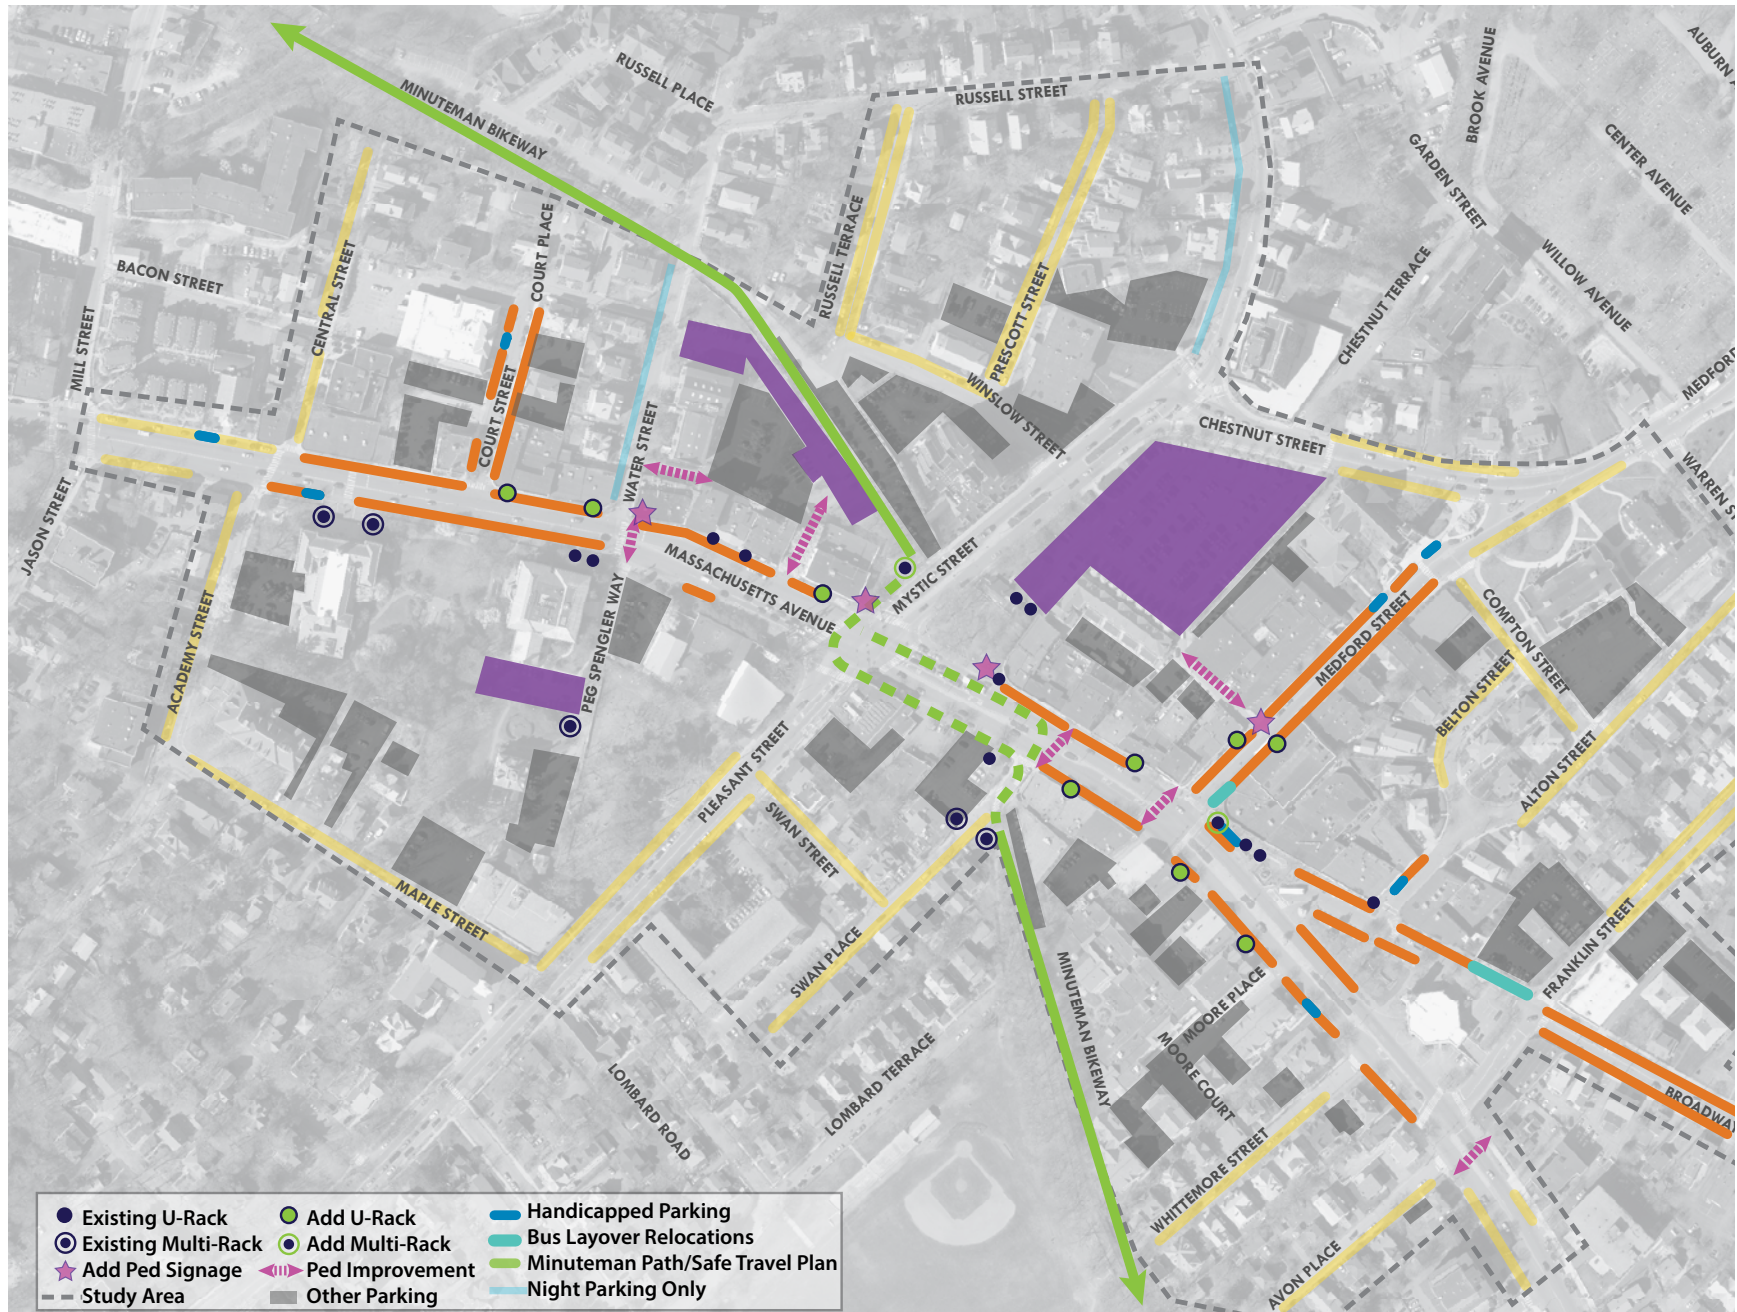 AUBURN
BROOK AVENUE
RUSSELL PLACE
RUSSELL STREET
MINUTEMAN BIKEWAY
CENTER AVENUE
GARDEN STREET
COURT PLACE
RUSSELL TERRACE
WILLOW AVENUE
BACON STREET
CENTRAL STREET
CHESTNUT TERRACE
MILL STREET
PRESCOTT STREET
MEDFORD
WINSLOW STREET
COURT STREET
CHESTNUT STREET
WATER STREET
WARREN ST
JASON STREET
MASSACHUSETTS AVENUE
MYSTIC STREET
COMPTON STREET
MEDFORD STREET
ACADEMY STREET
PEG SPENGLER WAY
BELTON STREET
PLEASANT STREET
ALTON STREET
SWAN STREET
MAPLE STREET
FRANKLIN STREET
SWAN PLACE
MINUTEMAN BIKEWAY
MOORE PLACE
MOORE COURT
LOMBARD TERRACE
LOMBARD ROAD
BROADWAY
WHITTEMORE STREET
AVON PLACE
Existing U-Rack
Add U-Rack
Handicapped Parking
Existing Multi-Rack
Add Multi-Rack
Bus Layover Relocations
Add Ped Signage
Ped Improvement
Minuteman Path/Safe Travel Plan
Study Area
Other Parking
Night Parking Only